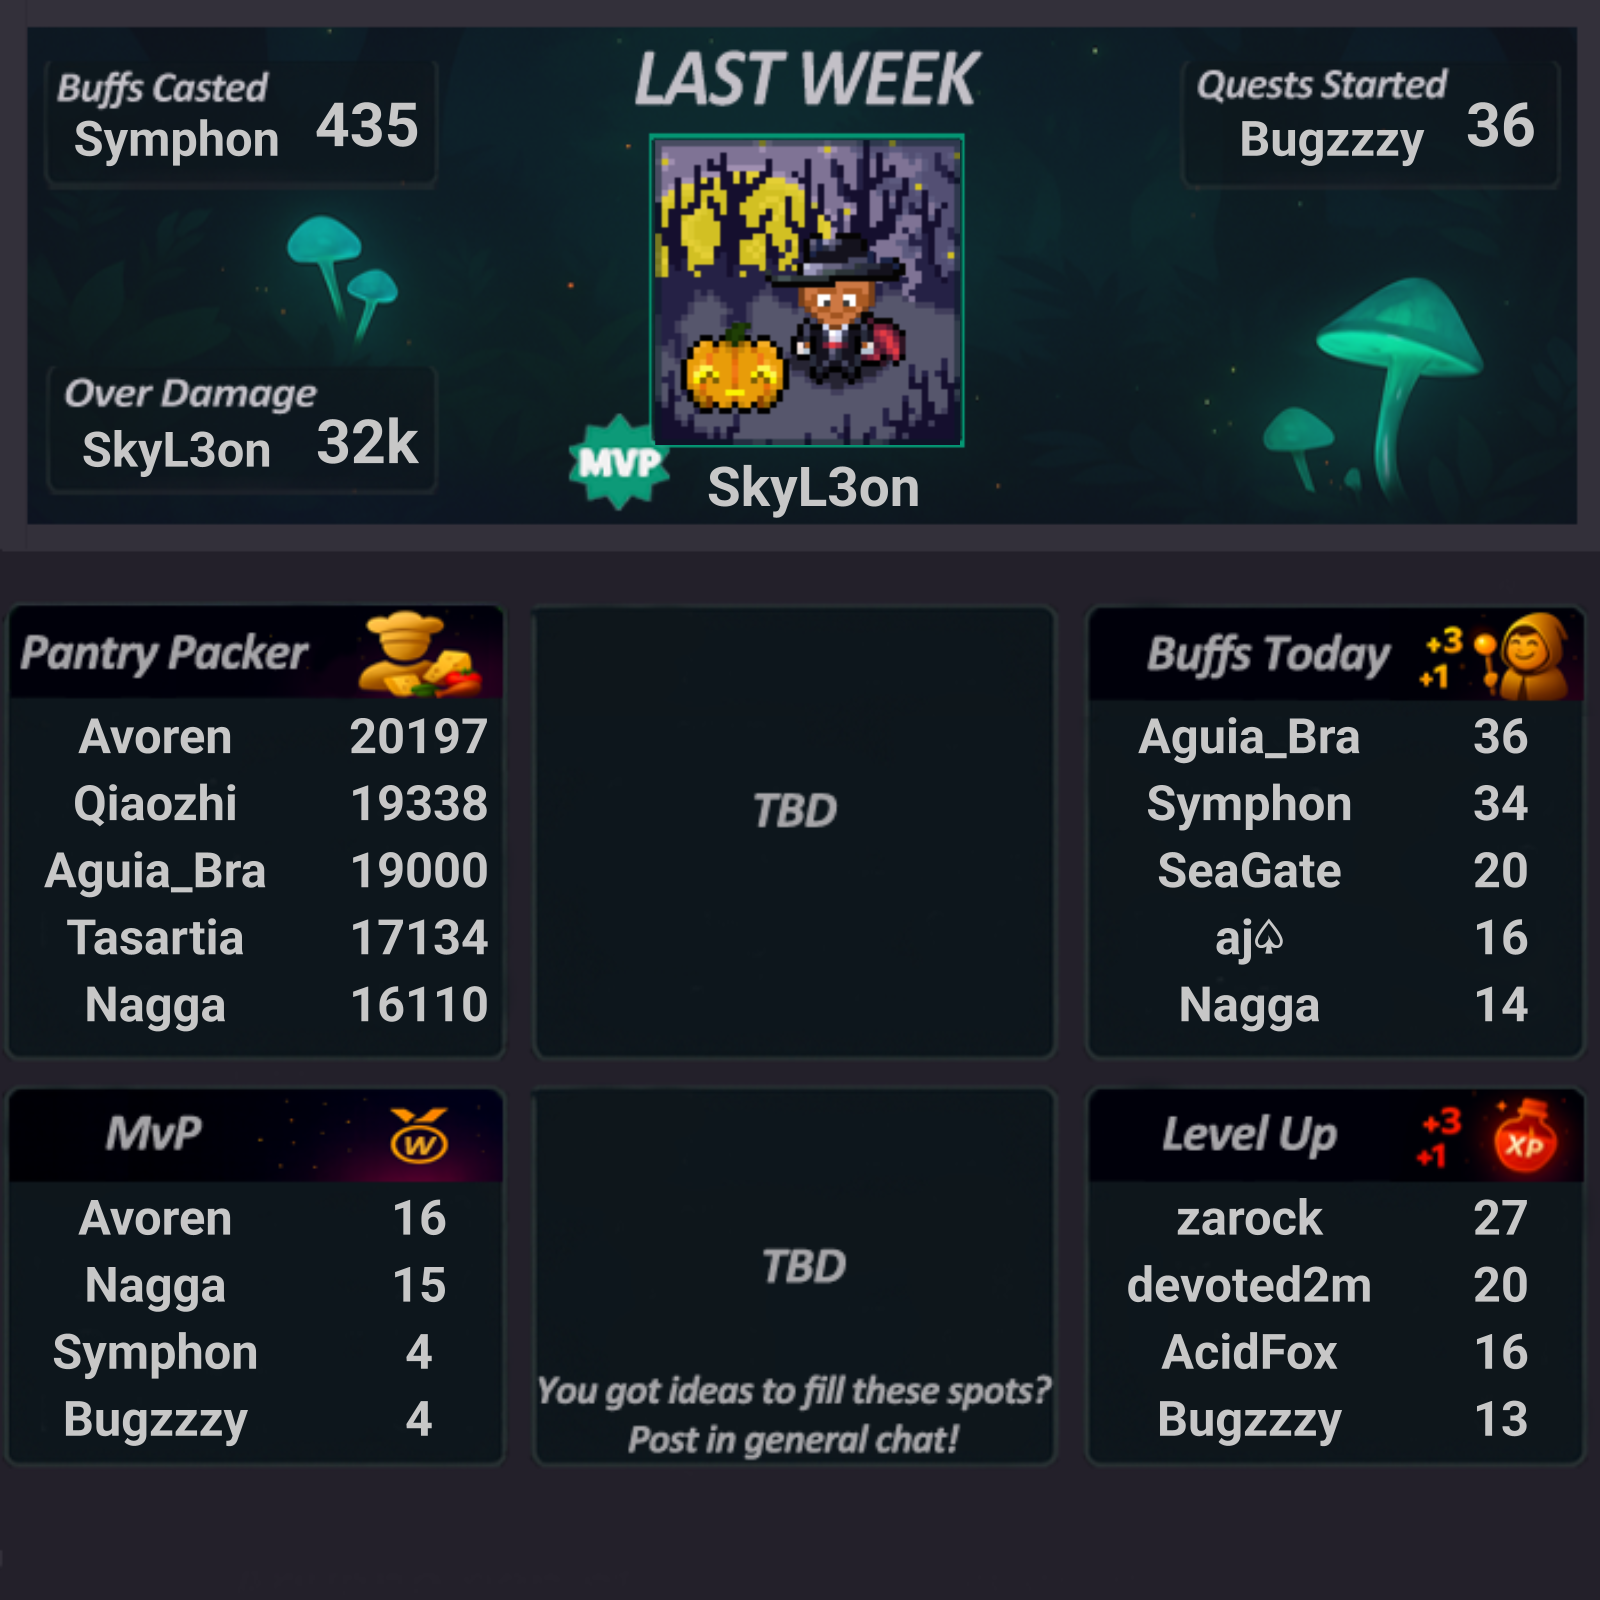 LAST WEEK
Buffs Casted
Symphon 435
Quests Started
Bugzzzy 36
Over Damage
SkyL3on 32k
MVP
SkyL3on
Pantry Packer
Avoren 20197
Qiaozhi 19338
Aguia_Bra 19000
Tasartia 17134
Nagga 16110
TBD
Buffs Today +3 +1
Aguia_Bra 36
Symphon 34
SeaGate 20
aj♤ 16
Nagga 14
MvP W
Avoren 16
Nagga 15
Symphon 4
Bugzzzy 4
TBD
You got ideas to fill these spots?
Post in general chat!
Level Up +3 +1 XP
zarock 27
devoted2m 20
AcidFox 16
Bugzzzy 13